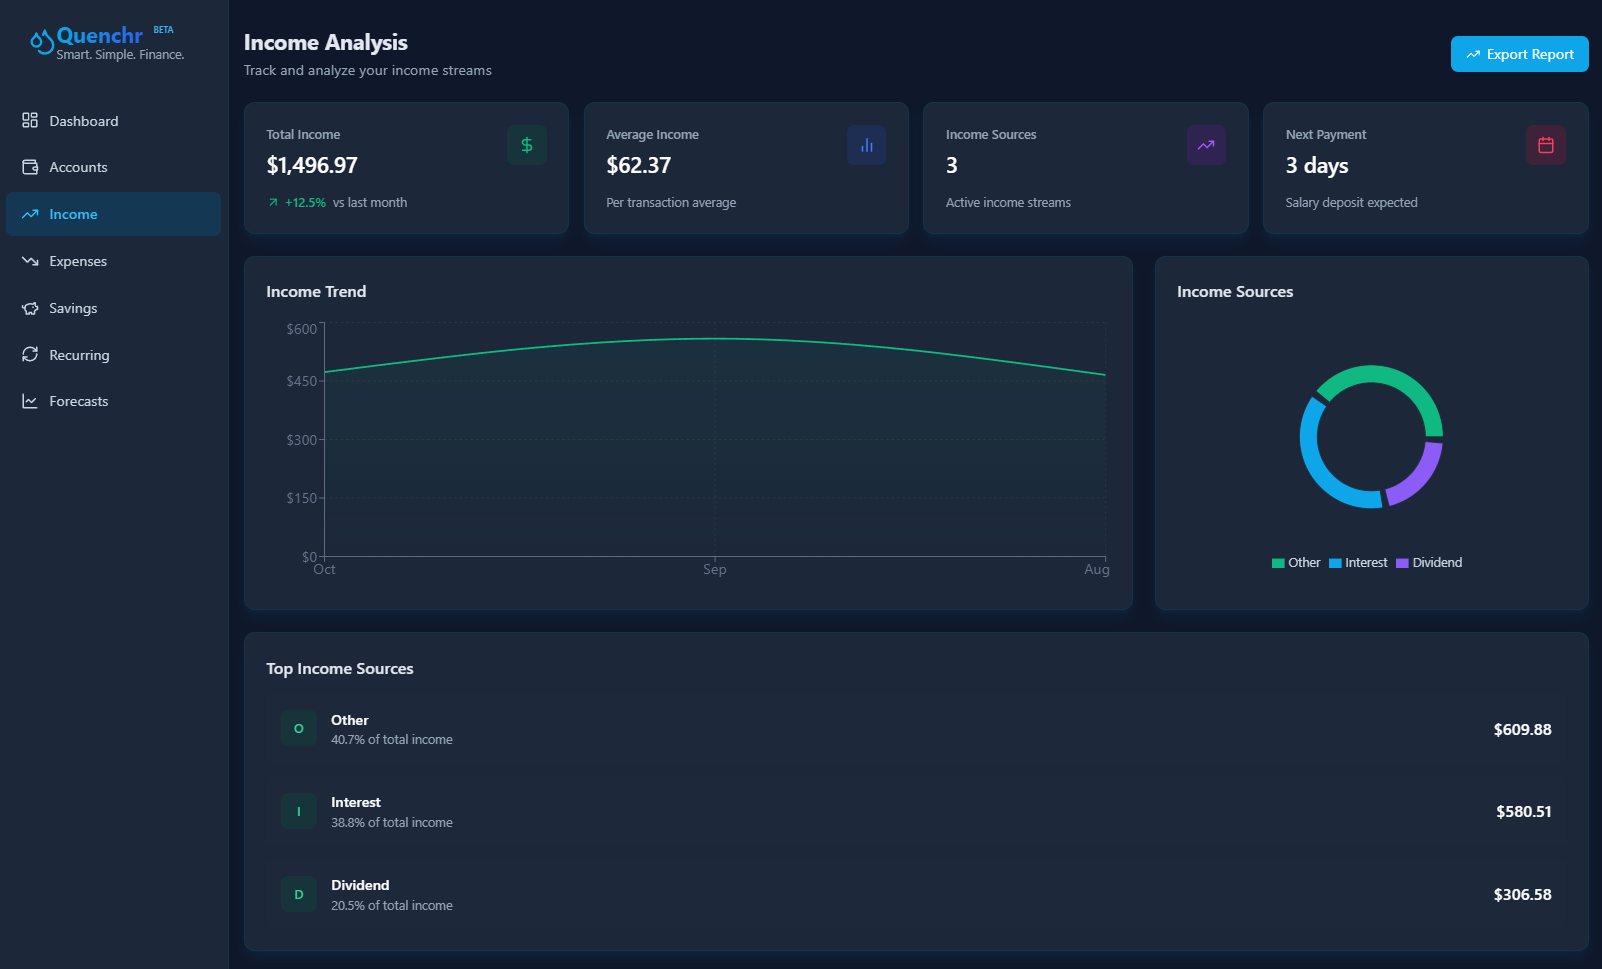 Quenchr BETA
Smart. Simple. Finance.
Dashboard
Accounts
Income
Expenses
Savings
Recurring
Forecasts
Income Analysis
Track and analyze your income streams
Export Report
Total Income
$1,496.97
+12.5% vs last month
$
Average Income
$62.37
Per transaction average
Income Sources
3
Active income streams
Next Payment
3 days
Salary deposit expected
Income Trend
$600
$450
$300
$150
$0
Oct Sep Aug
Income Sources
Other Interest Dividend
Top Income Sources
O
Other
40.7% of total income
$609.88
I
Interest
38.8% of total income
$580.51
D
Dividend
20.5% of total income
$306.58